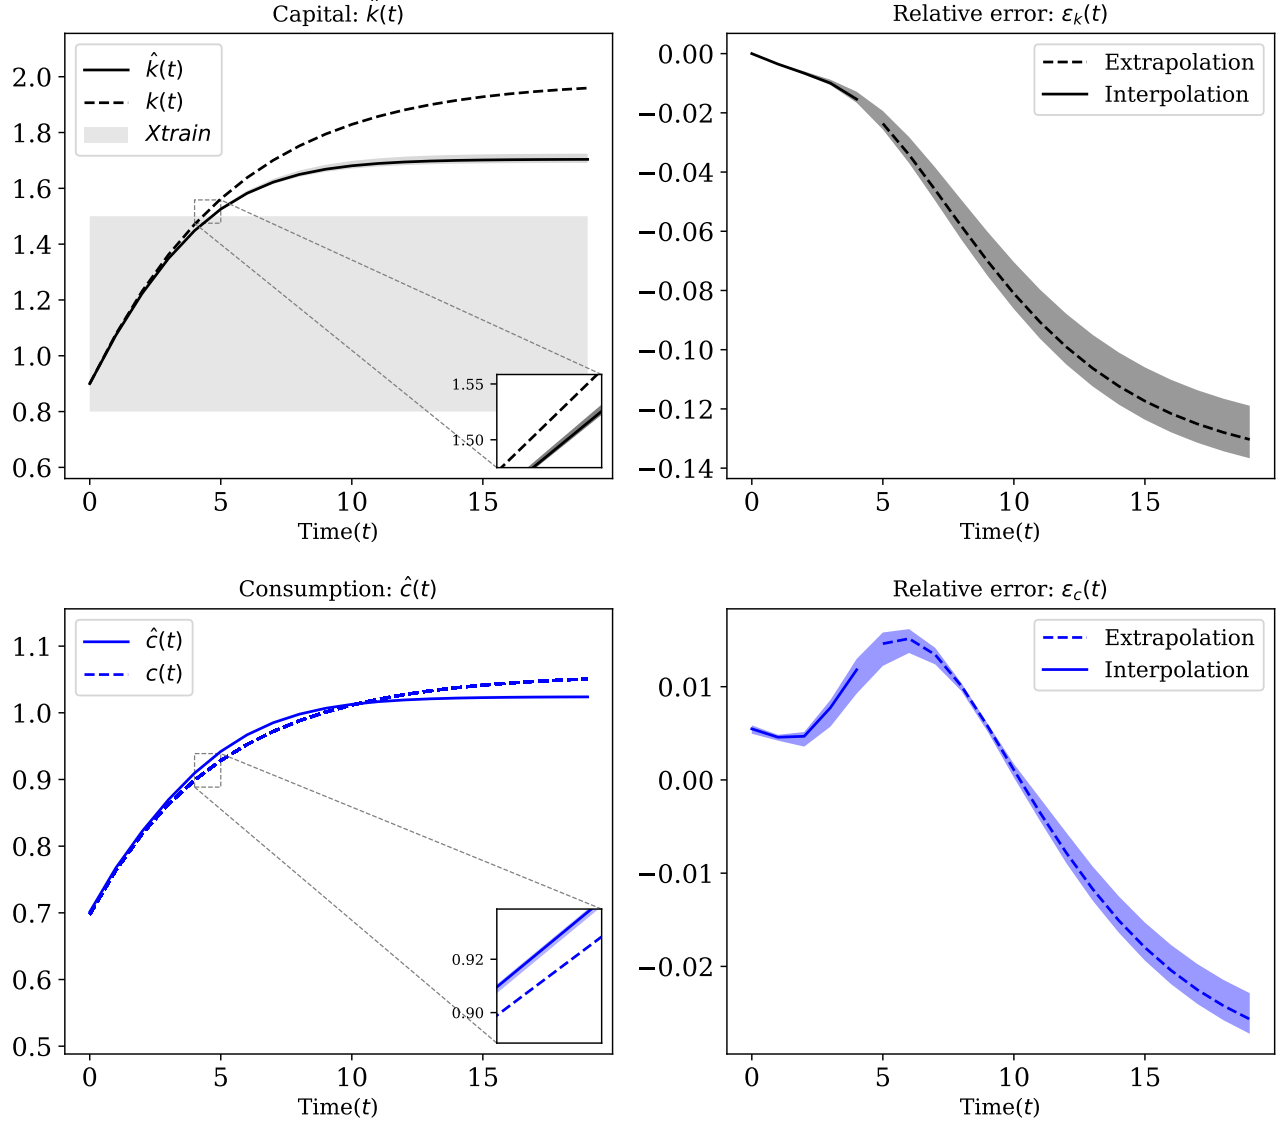 Capital: k̂(t)
k̂(t)
k(t)
Xtrain
2.0
1.8
1.6
1.4
1.2
1.0
0.8
0.6
1.55
1.50
0 5 10 15
Time(t)
Relative error: εk(t)
Extrapolation
Interpolation
0.00
−0.02
−0.04
−0.06
−0.08
−0.10
−0.12
−0.14
0 5 10 15
Time(t)
Consumption: ĉ(t)
ĉ(t)
c(t)
1.1
1.0
0.9
0.8
0.7
0.6
0.5
0.92
0.90
0 5 10 15
Time(t)
Relative error: εc(t)
Extrapolation
Interpolation
0.01
0.00
−0.01
−0.02
0 5 10 15
Time(t)